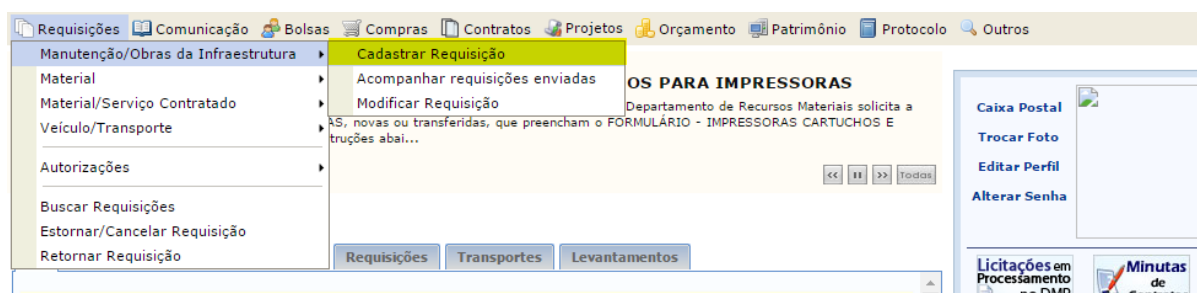 Requisições Comunicação Bolsas Compras Contratos Projetos Orçamento Patrimônio Protocolo Outros
Manutenção/Obras da Infraestrutura
Cadastrar Requisição
Material
Acompanhar requisições enviadas
Material/Serviço Contratado
Modificar Requisição
Veículo/Transporte
Autorizações
Buscar Requisições
Estornar/Cancelar Requisição
Retornar Requisição
OS PARA IMPRESSORAS
Departamento de Recursos Materiais solicita a
AS, novas ou transferidas, que preencham o FORMULÁRIO - IMPRESSORAS CARTUCHOS E
truções abai...
<< II >> Todas
Requisições Transportes Levantamentos
Caixa Postal
Trocar Foto
Editar Perfil
Alterar Senha
Licitações em
Processamento
no DMP
Minutas
de